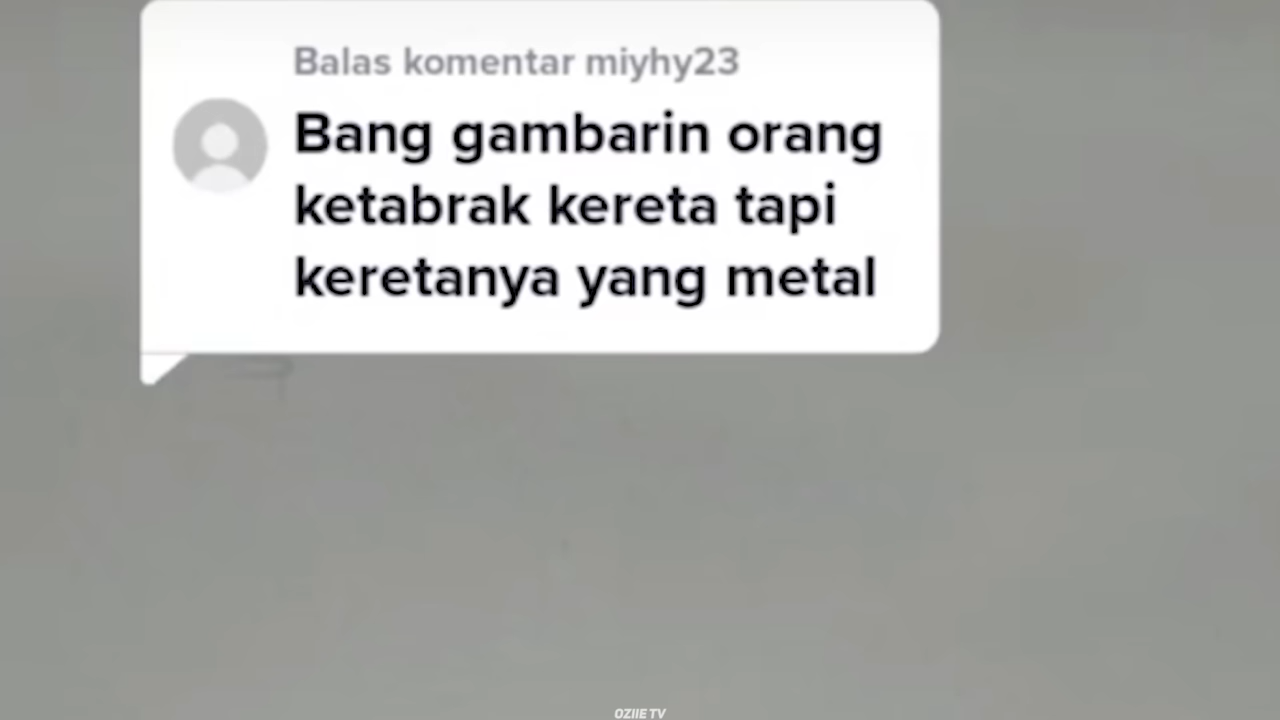 Balas komentar miyhy23
Bang gambarin orang
ketabrak kereta tapi
keretanya yang metal
OZIIE TV